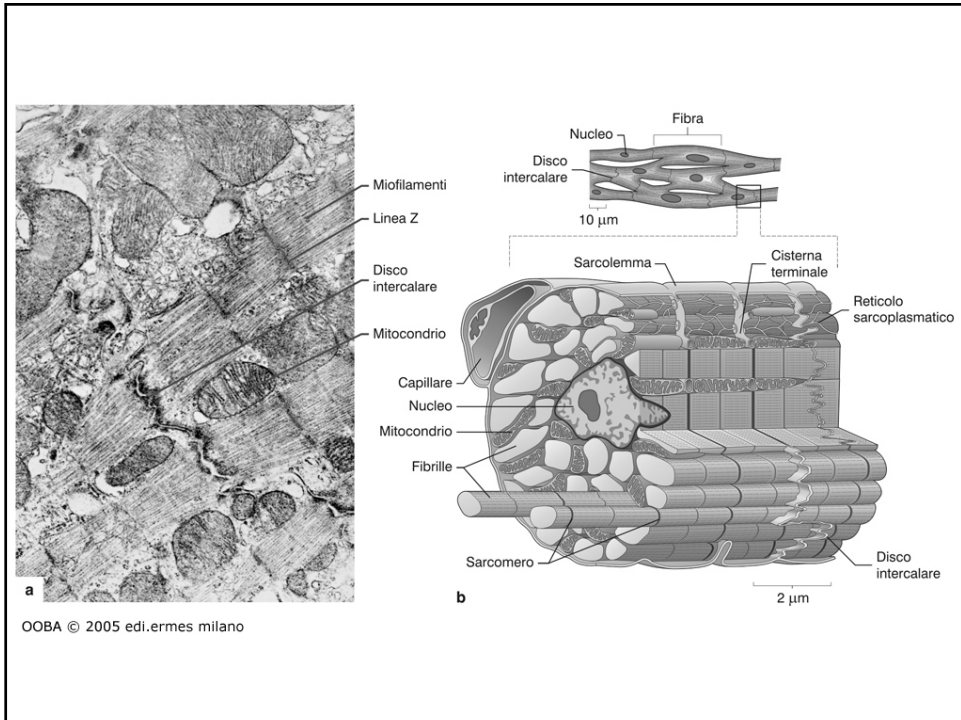 Miofilamenti
Linea Z
Disco
intercalare
Mitocondrio
a
OOBA © 2005 edi.ermes milano
Fibra
Nucleo
Disco
intercalare
10 µm
Sarcolemma
Cisterna
terminale
Reticolo
sarcoplasmatico
Capillare
Nucleo
Mitocondrio
Fibrille
Sarcomero
Disco
intercalare
b
2 µm